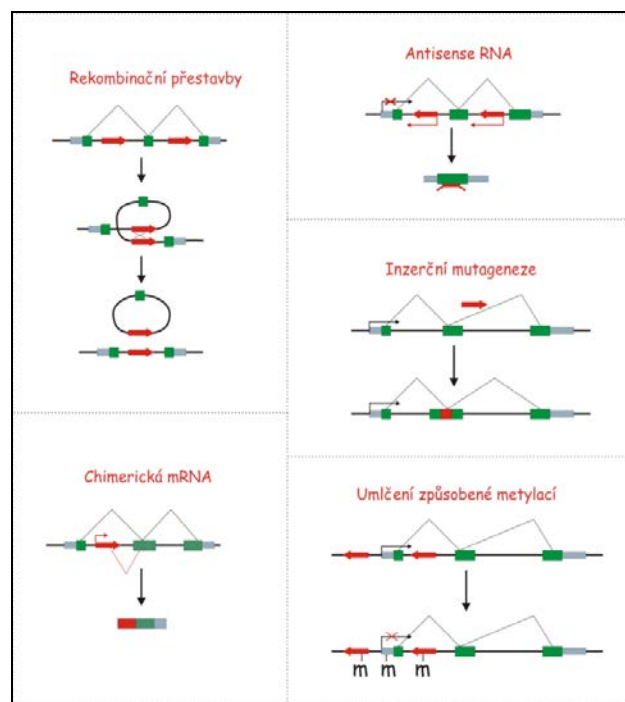 Rekombinační přestavby
Antisense RNA
Inzerční mutageneze
Chimerická mRNA
Umlčení způsobené metylací
m m m